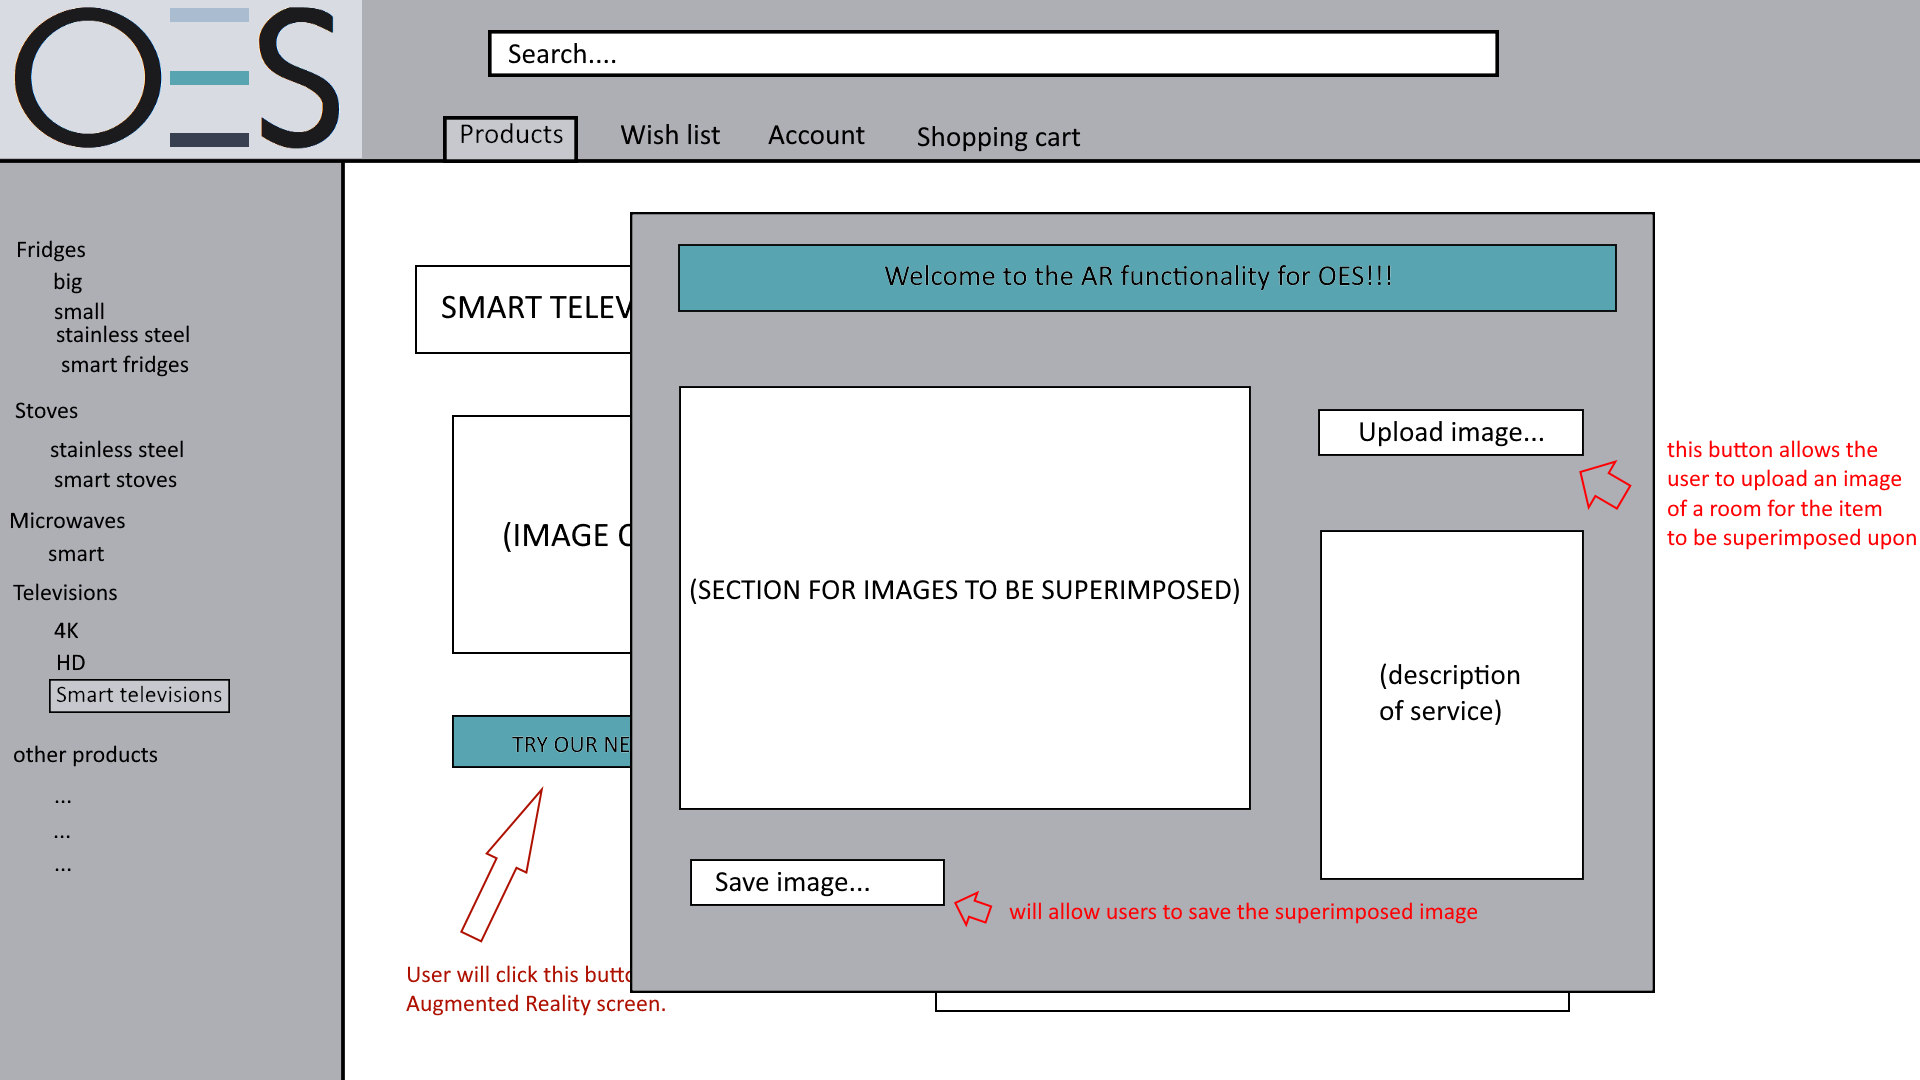 OES
Search....
Products
Wish list
Account
Shopping cart
Fridges
big
small
stainless steel
smart fridges
Stoves
stainless steel
smart stoves
Microwaves
smart
Televisions
4K
HD
Smart televisions
other products
...
...
...
SMART TELEV
(IMAGE
TRY OUR NE
User will click this butto
Augmented Reality screen.
Welcome to the AR functionality for OES!!!
(SECTION FOR IMAGES TO BE SUPERIMPOSED)
Upload image...
(description
of service)
Save image...
will allow users to save the superimposed image
this button allows the
user to upload an image
of a room for the item
to be superimposed upon